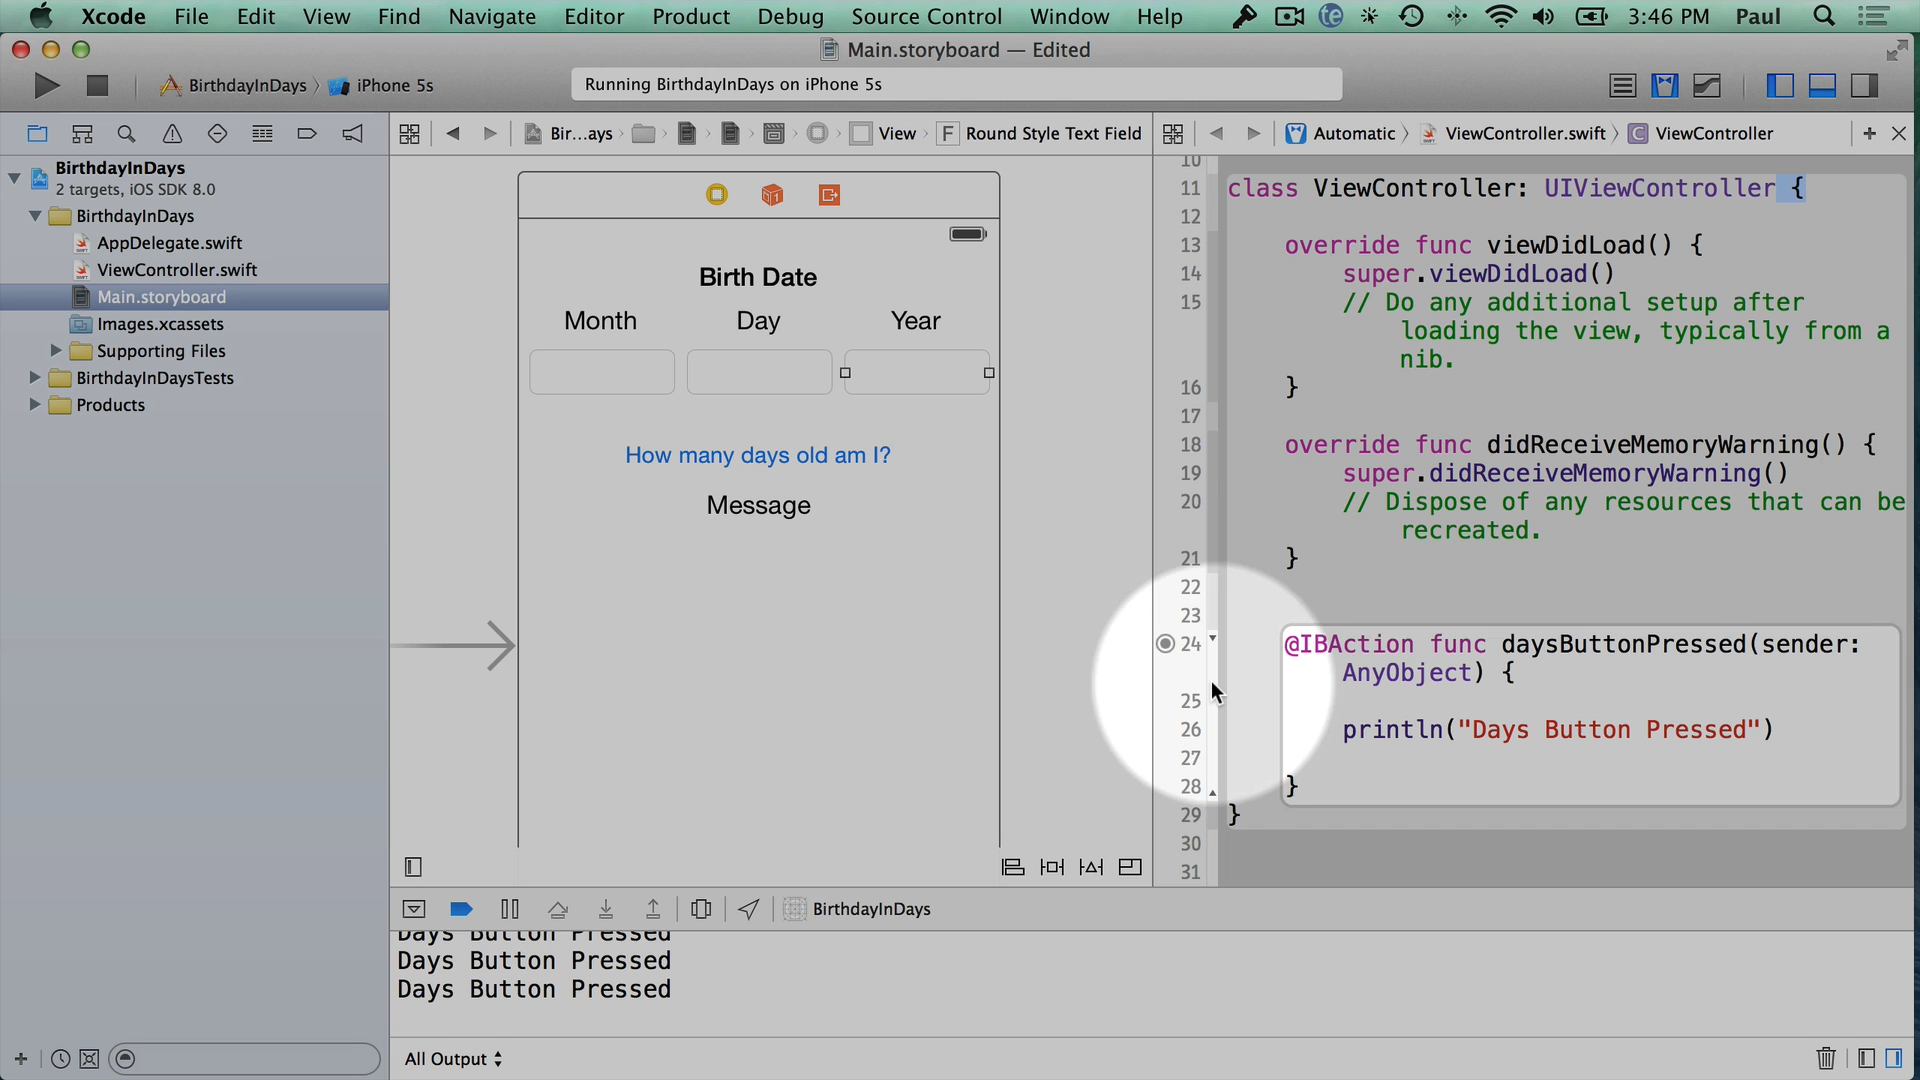 Xcode File Edit View Find Navigate Editor Product Debug Source Control Window Help te 3:46 PM Paul
Main.storyboard — Edited
BirthdayInDays iPhone 5s
Running BirthdayInDays on iPhone 5s
Bir...ays View F Round Style Text Field
Automatic ViewController.swift C ViewController
BirthdayInDays
2 targets, iOS SDK 8.0
BirthdayInDays
AppDelegate.swift
ViewController.swift
Main.storyboard
Images.xcassets
Supporting Files
BirthdayInDaysTests
Products
Birth Date
Month Day Year
How many days old am I?
Message
10
11 class ViewController: UIViewController {
12
13 override func viewDidLoad() {
14 super.viewDidLoad()
15 // Do any additional setup after
loading the view, typically from a
nib.
16 }
17
18 override func didReceiveMemoryWarning() {
19 super.didReceiveMemoryWarning()
20 // Dispose of any resources that can be
recreated.
21 }
22
23
24 @IBAction func daysButtonPressed(sender:
AnyObject) {
25
26 println("Days Button Pressed")
27
28 }
29 }
30
31
BirthdayInDays
Days Button Pressed
Days Button Pressed
Days Button Pressed
All Output